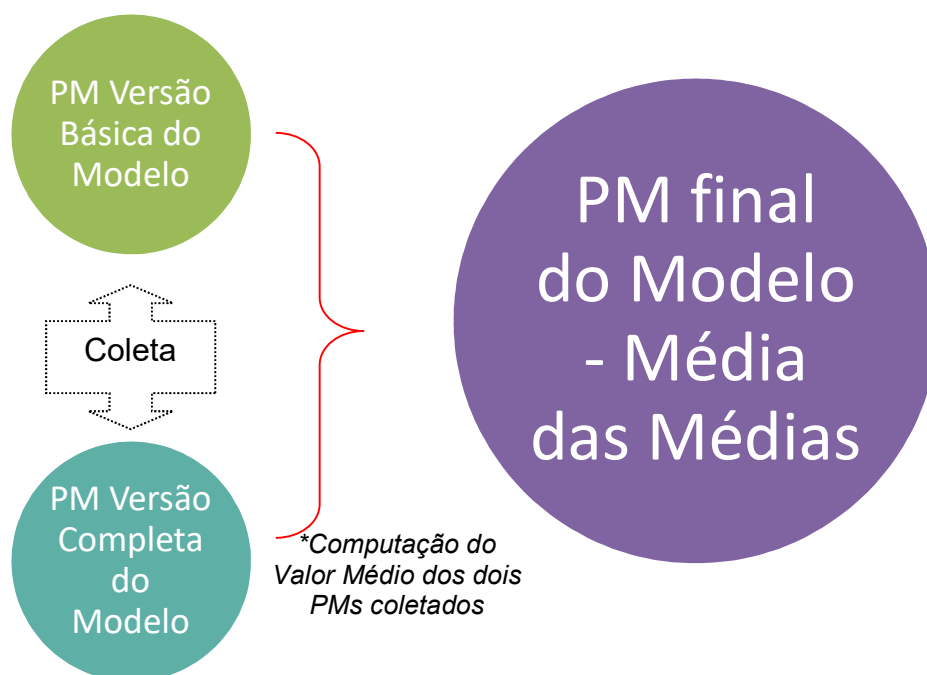 PM Versão
Básica do
Modelo
Coleta
PM Versão
Completa
do
Modelo
*Computação do
Valor Médio dos dois
PMs coletados
PM final
do Modelo
- Média
das Médias